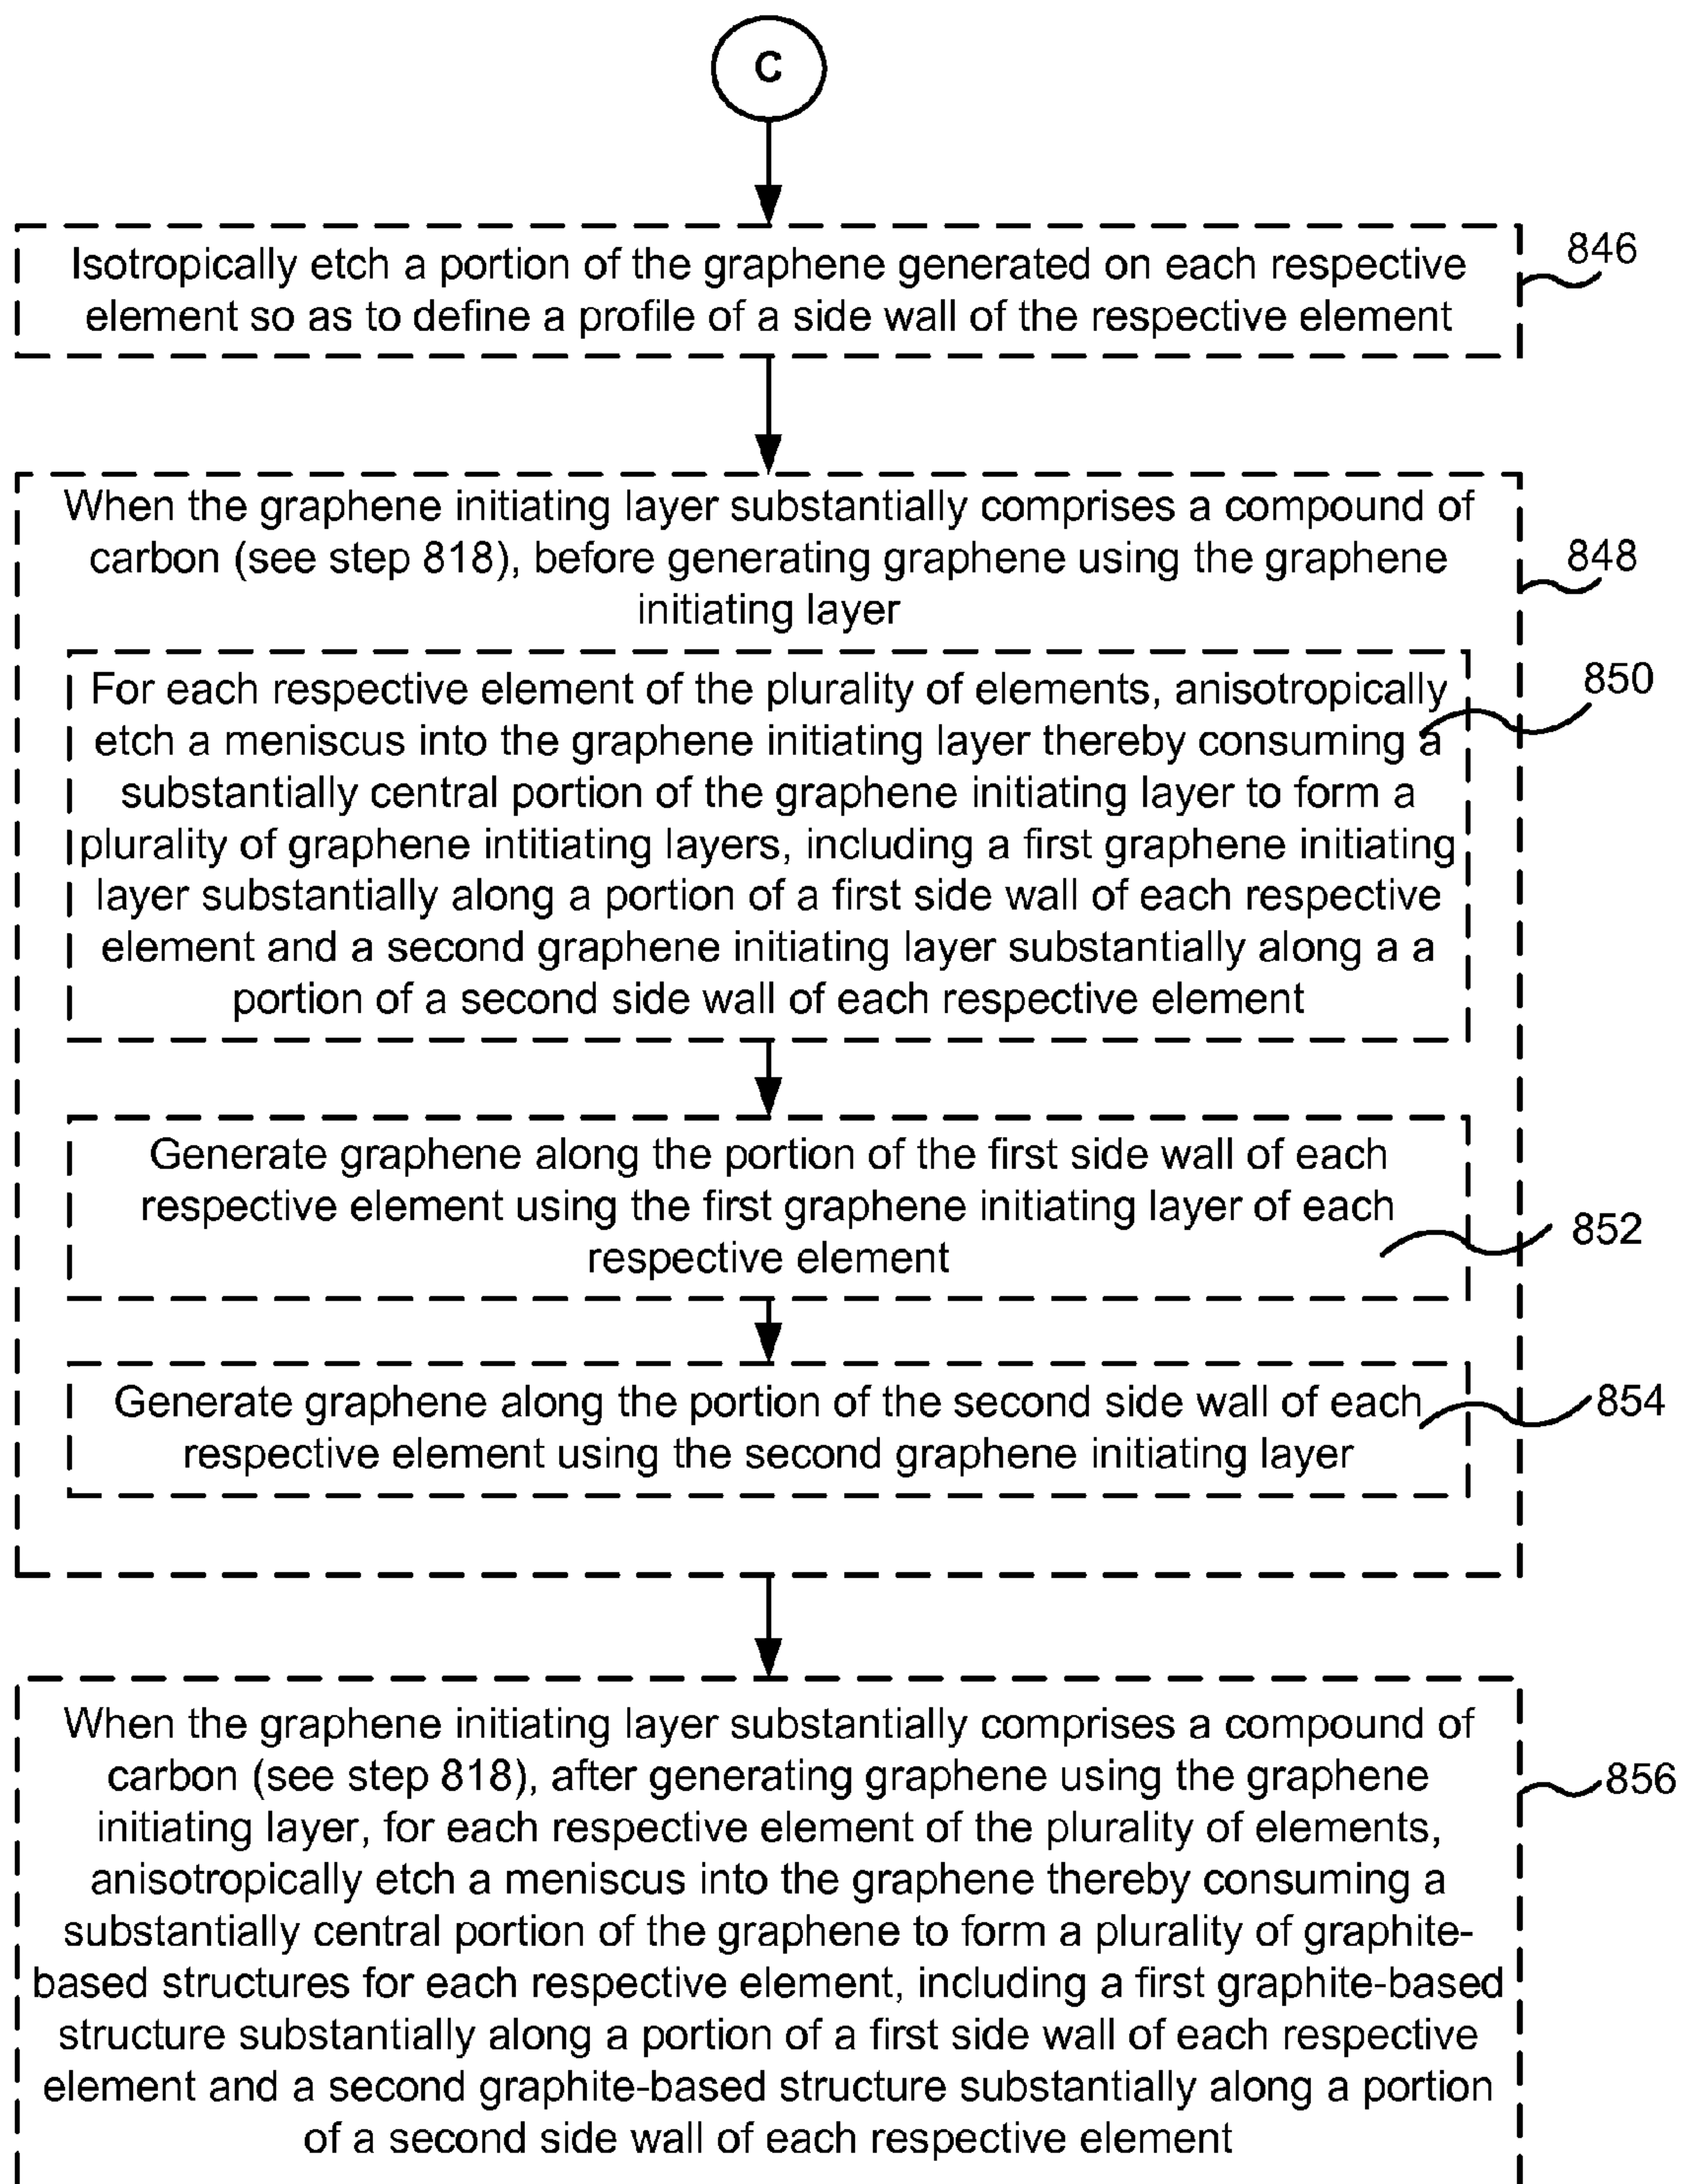 C
Isotropically etch a portion of the graphene generated on each respective
element so as to define a profile of a side wall of the respective element
846
When the graphene initiating layer substantially comprises a compound of
carbon (see step 818), before generating graphene using the graphene
initiating layer
848
For each respective element of the plurality of elements, anisotropically
etch a meniscus into the graphene initiating layer thereby consuming a
substantially central portion of the graphene initiating layer to form a
plurality of graphene intitiating layers, including a first graphene initiating
layer substantially along a portion of a first side wall of each respective
element and a second graphene initiating layer substantially along a a
portion of a second side wall of each respective element
850
Generate graphene along the portion of the first side wall of each
respective element using the first graphene initiating layer of each
respective element
852
Generate graphene along the portion of the second side wall of each
respective element using the second graphene initiating layer
854
When the graphene initiating layer substantially comprises a compound of
carbon (see step 818), after generating graphene using the graphene
initiating layer, for each respective element of the plurality of elements,
anisotropically etch a meniscus into the graphene thereby consuming a
substantially central portion of the graphene to form a plurality of graphite-
based structures for each respective element, including a first graphite-based
structure substantially along a portion of a first side wall of each respective
element and a second graphite-based structure substantially along a portion
of a second side wall of each respective element
856